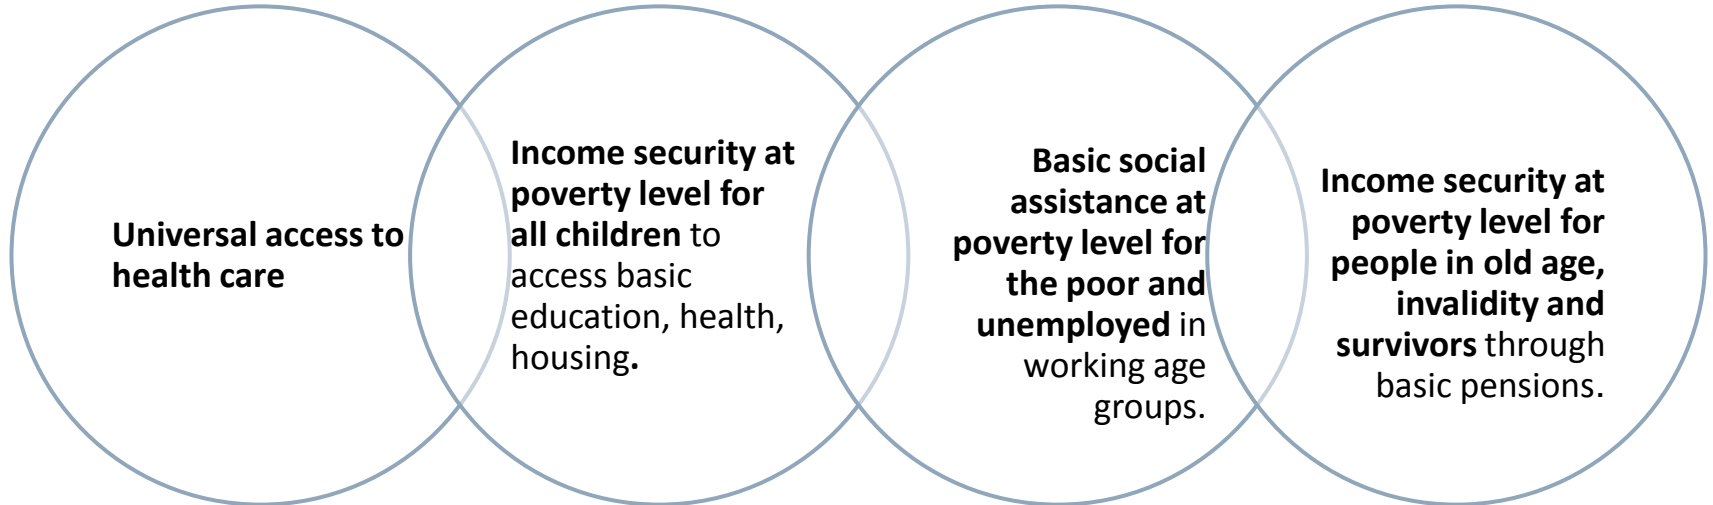 Universal access to
health care
Income security at
poverty level for
all children to
access basic
education, health,
housing.
Basic social
assistance at
poverty level for
the poor and
unemployed in
working age
groups.
Income security at
poverty level for
people in old age,
invalidity and
survivors through
basic pensions.